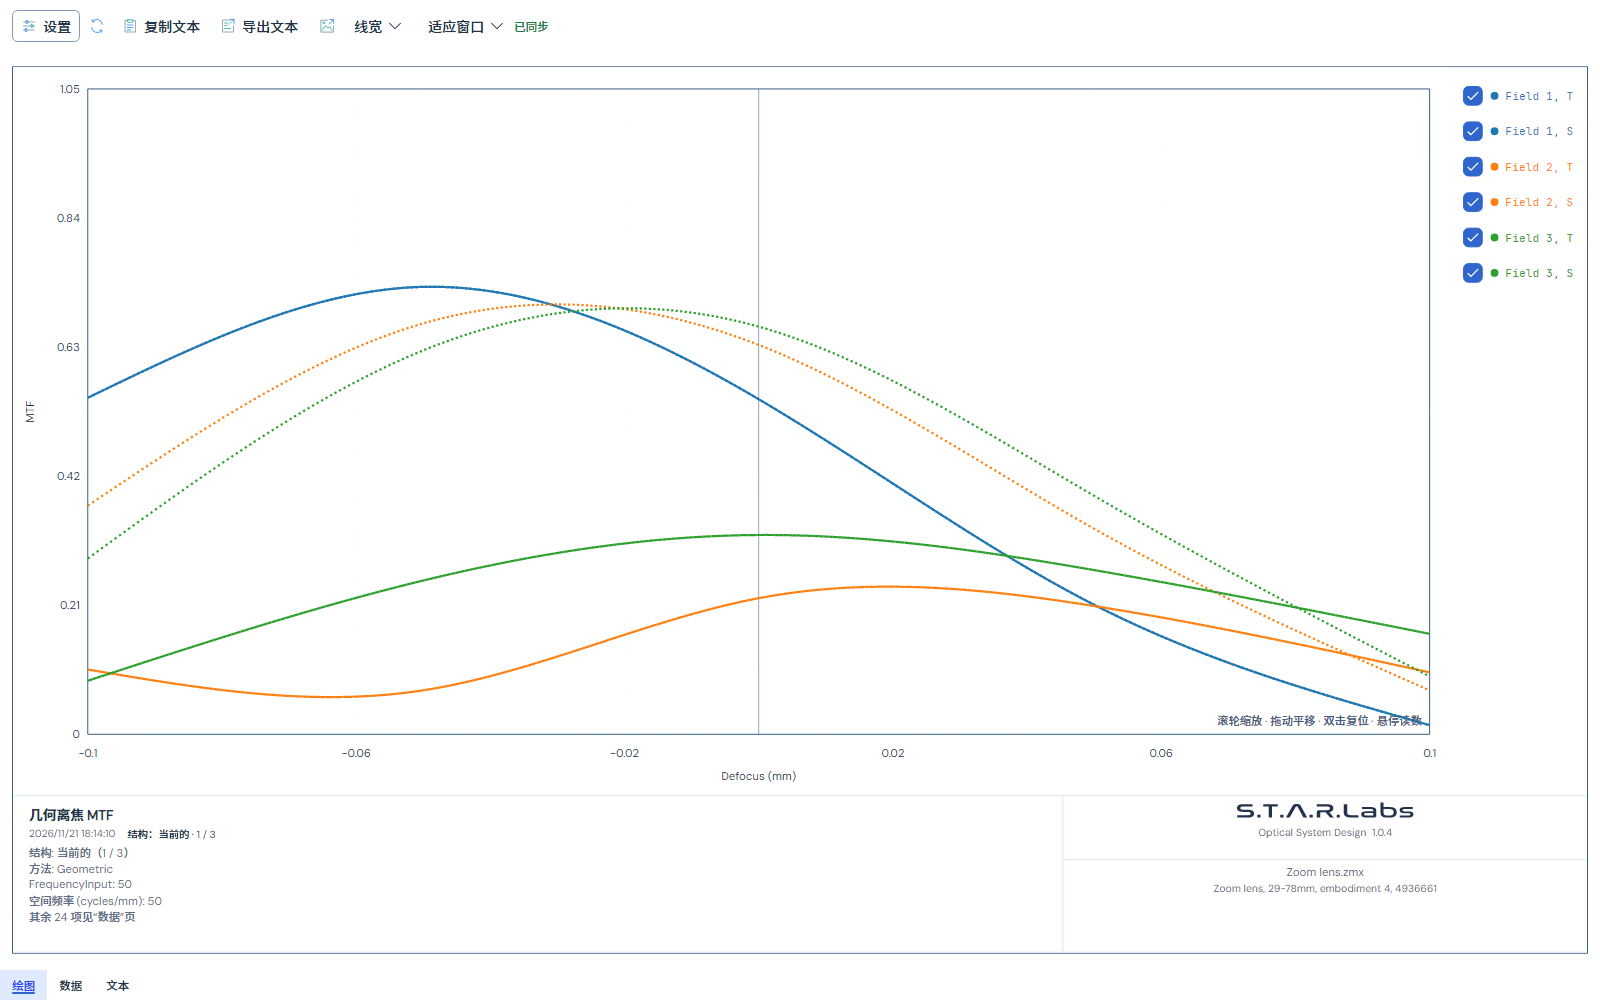 设置 复制文本 导出文本 线宽 适应窗口 已同步
1.05
0.84
0.63
0.42
0.21
0
MTF
−0.1 −0.06 −0.02 0.02 0.06 0.1
Defocus (mm)
Field 1, T
Field 1, S
Field 2, T
Field 2, S
Field 3, T
Field 3, S
滚轮缩放 · 拖动平移 · 双击复位 · 悬停读数
几何离焦 MTF
2026/11/21 18:14:10 结构：当前的 · 1 / 3
结构: 当前的（1 / 3）
方法: Geometric
FrequencyInput: 50
空间频率 (cycles/mm): 50
其余 24 项见“数据”页
S.T.A.R.Labs
Optical System Design 1.0.4
Zoom lens.zmx
Zoom lens, 29-78mm, embodiment 4, 4936661
绘图 数据 文本